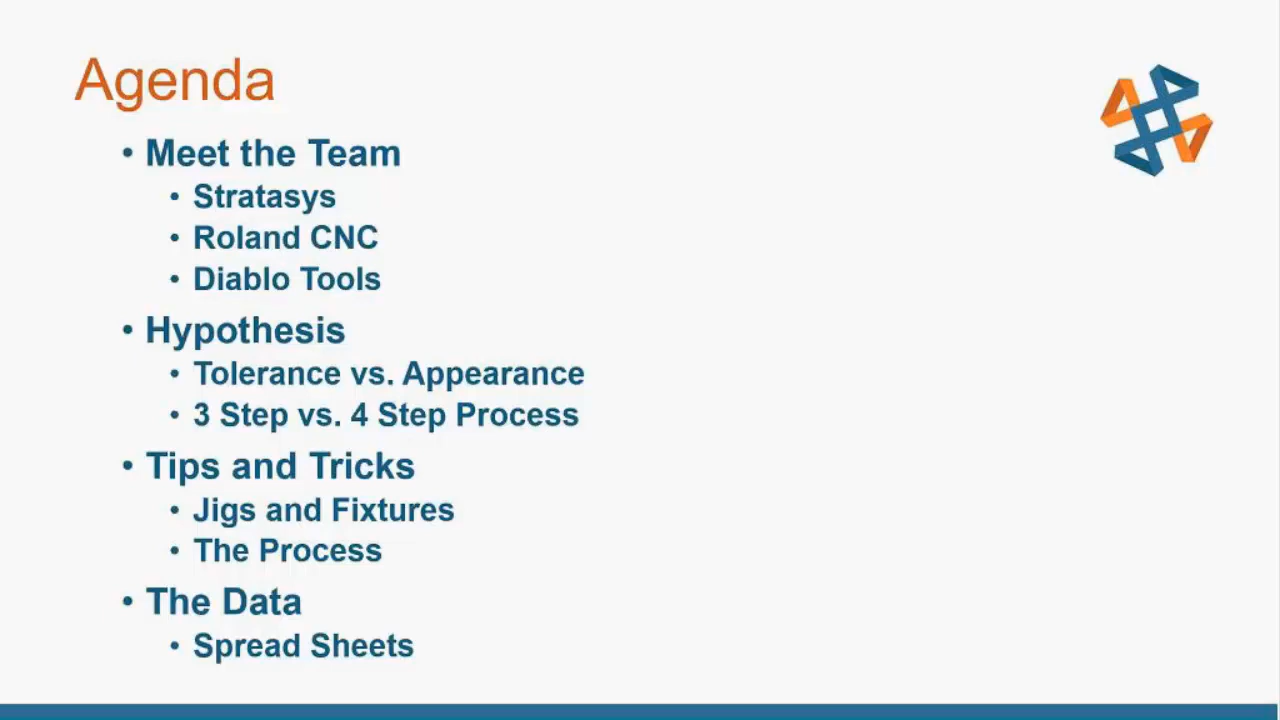 Agenda
• Meet the Team
• Stratasys
• Roland CNC
• Diablo Tools
• Hypothesis
• Tolerance vs. Appearance
• 3 Step vs. 4 Step Process
• Tips and Tricks
• Jigs and Fixtures
• The Process
• The Data
• Spread Sheets